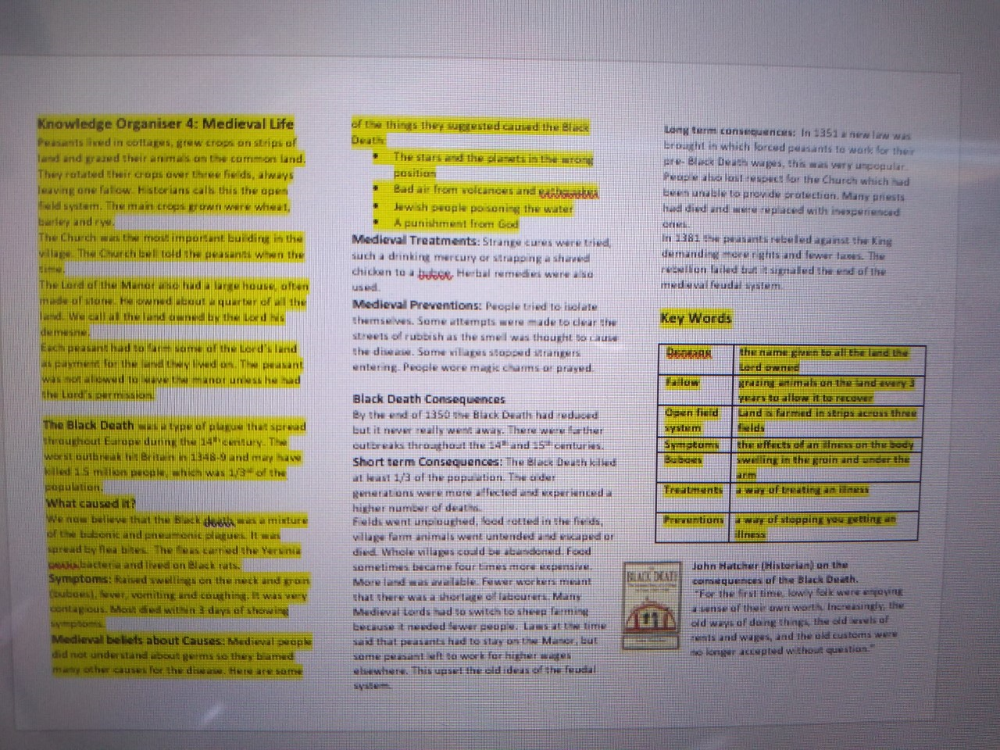 Knowledge Organiser 4: Medieval Life
Peasants lived in cottages, grew crops on strips of
land and grazed their animals on the common land.
They rotated their crops over three fields, always
leaving one fallow. Historians calls this the open
field system. The main crops grown were wheat,
barley and rye.
The Church was the most important building in the
village. The Church bell told the peasants when the
time.
The Lord of the Manor also had a large house, often
made of stone. He owned about a quarter of all the
land. We call all the land owned by the Lord his
demesne.
Each peasant had to farm some of the Lord's land
as payment for the land they lived on. The peasant
was not allowed to leave the manor unless he had
the Lord's permission.
The Black Death was a type of plague that spread
throughout Europe during the 14th century. The
worst outbreak hit Britain in 1348-9 and may have
killed 1.5 million people, which was 1/3rd of the
population.
What caused it?
We now believe that the Black death was a mixture
of the bubonic and pneumonic plagues. It was
spread by flea bites. The fleas carried the Yersinia
bacteria and lived on Black rats.
Symptoms: Raised swellings on the neck and groin
(buboes), fever, vomiting and coughing. It was very
contagious. Most died within 3 days of showing
symptoms.
Medieval beliefs about Causes: Medieval people
did not understand about germs so they blamed
many other causes for the disease. Here are some
of the things they suggested caused the Black
Death:
• The stars and the planets in the wrong
position
• Bad air from volcanoes and
• Jewish people poisoning the water
• A punishment from God
Medieval Treatments: Strange cures were tried,
such a drinking mercury or strapping a shaved
chicken to a buboe. Herbal remedies were also
used.
Medieval Preventions: People tried to isolate
themselves. Some attempts were made to clear the
streets of rubbish as the smell was thought to cause
the disease. Some villages stopped strangers
entering. People wore magic charms or prayed.
Black Death Consequences
By the end of 1350 the Black Death had reduced
but it never really went away. There were further
outbreaks throughout the 14th and 15th centuries.
Short term Consequences: The Black Death killed
at least 1/3 of the population. The older
generations were more affected and experienced a
higher number of deaths.
Fields went unploughed, food rotted in the fields,
village farm animals went untended and escaped or
died. Whole villages could be abandoned. Food
sometimes became four times more expensive.
More land was available. Fewer workers meant
that there was a shortage of labourers. Many
Medieval Lords had to switch to sheep farming
because it needed fewer people. Laws at the time
said that peasants had to stay on the Manor, but
some peasant left to work for higher wages
elsewhere. This upset the old ideas of the feudal
system.
Long term consequences: In 1351 a new law was
brought in which forced peasants to work for their
pre- Black Death wages, this was very unpopular.
People also lost respect for the Church which had
been unable to provide protection. Many priests
had died and were replaced with inexperienced
ones.
In 1381 the peasants rebelled against the King
demanding more rights and fewer taxes. The
rebellion failed but it signalled the end of the
medieval feudal system.
Key Words
the name given to all the land the
Lord owned
Fallow
grazing animals on the land every 3
years to allow it to recover
Open field
system
Land is farmed in strips across three
fields
Symptoms
the effects of an illness on the body
Buboes
swelling in the groin and under the
arm
Treatments
a way of treating an illness
Preventions
a way of stopping you getting an
illness
BLACK DEATH
John Hatcher (Historian) on the
consequences of the Black Death.
"For the first time, lowly folk were enjoying
a sense of their own worth. Increasingly, the
old ways of doing things, the old levels of
rents and wages, and the old customs were
no longer accepted without question."